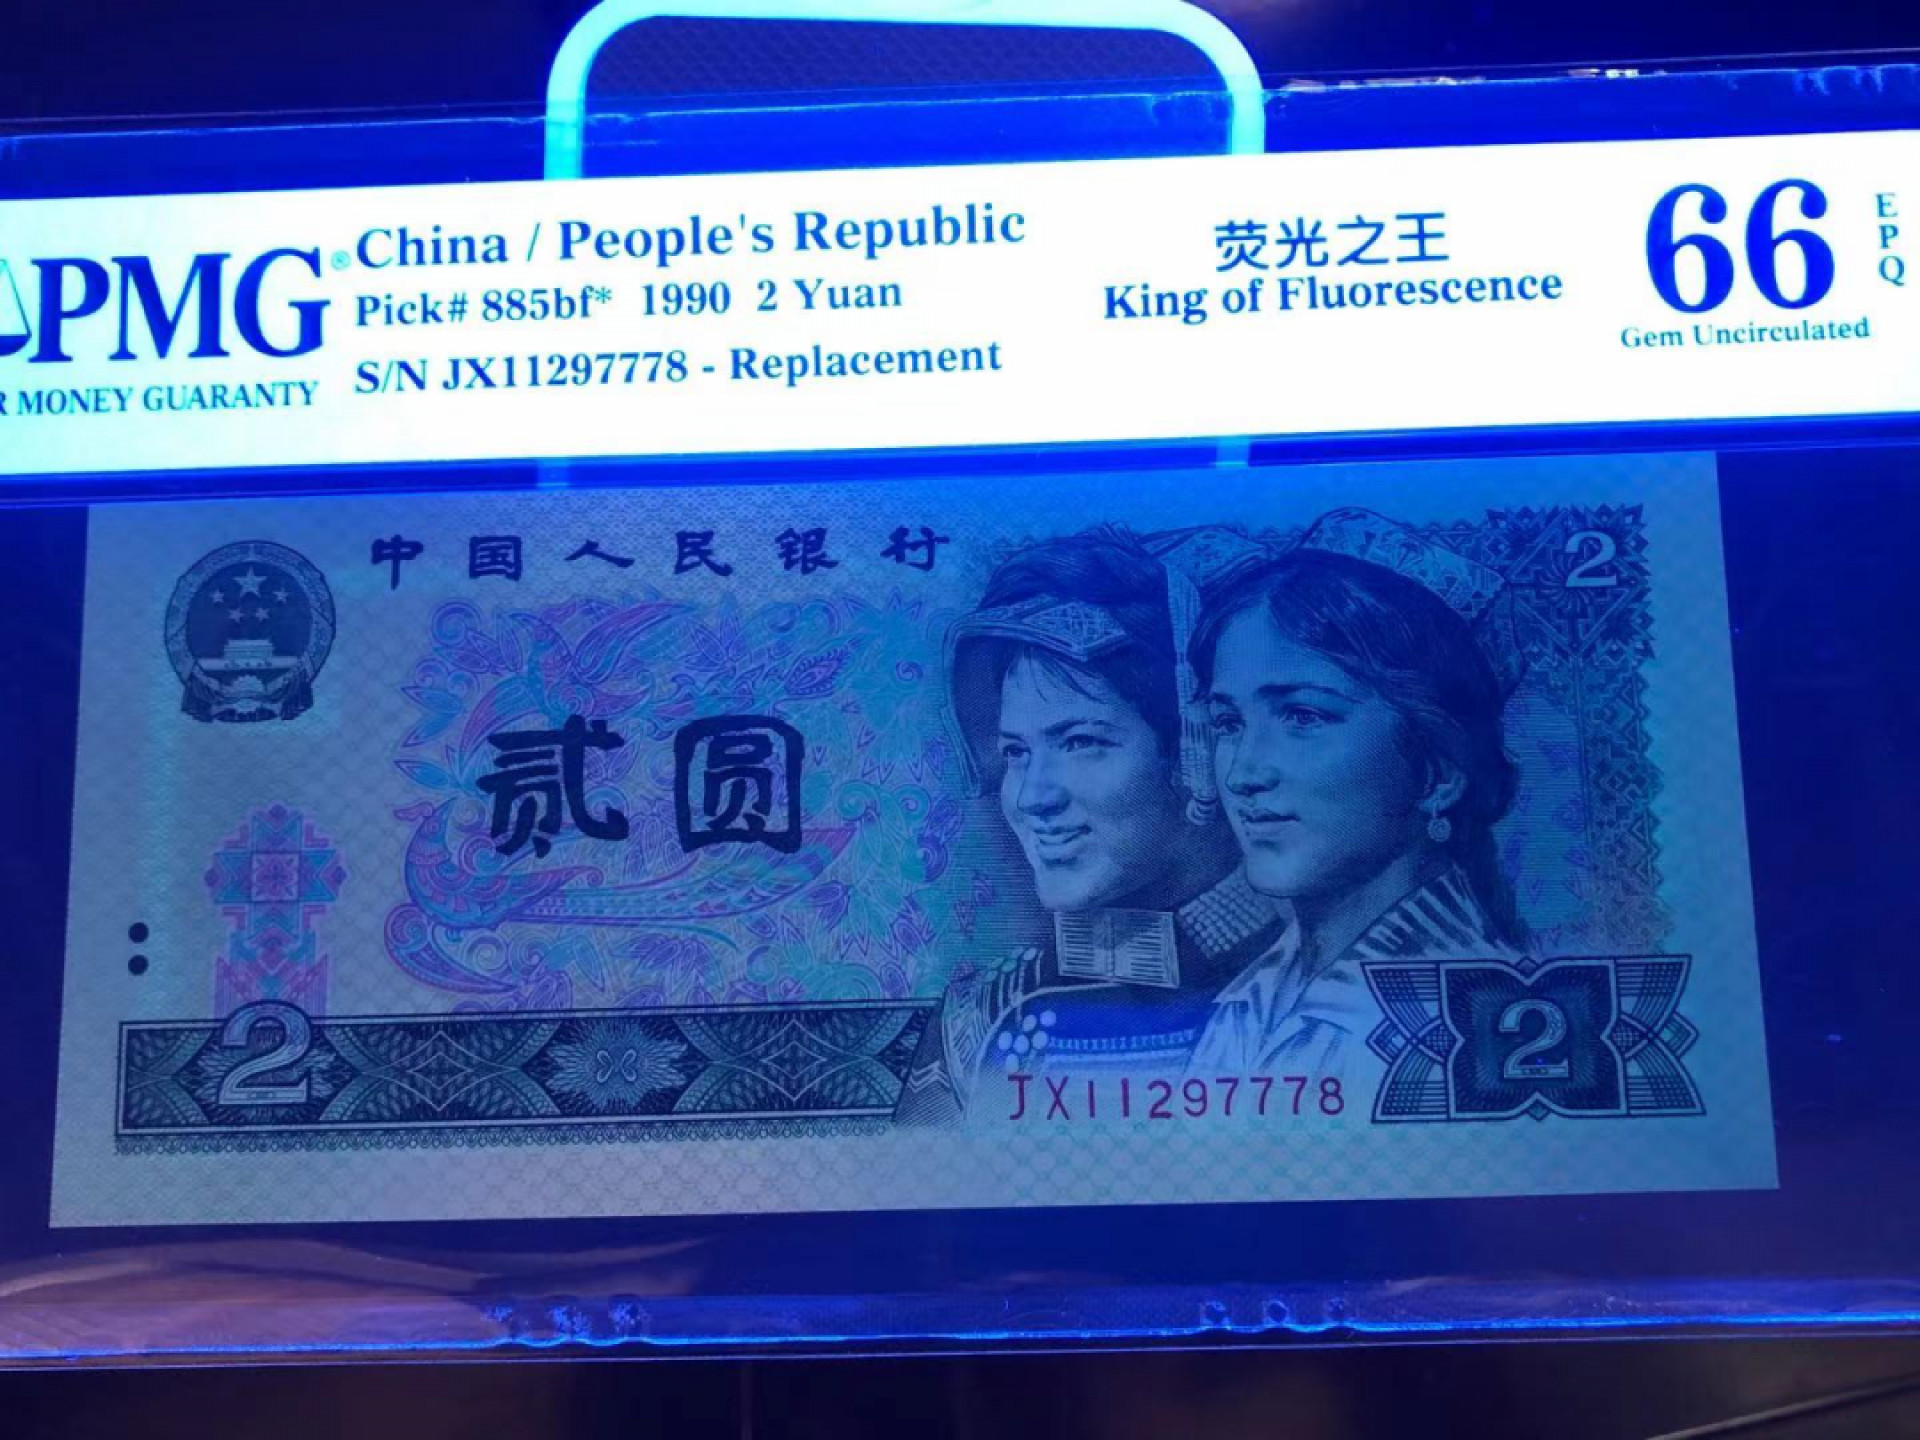 PMG® China / People's Republic
Pick# 885bf* 1990 2 Yuan
S/N JX11297778 - Replacement
R MONEY GUARANTY
荧光之王
King of Fluorescence
66 EPQ
Gem Uncirculated
中国人民银行
2
贰圆
2
2
JX11297778